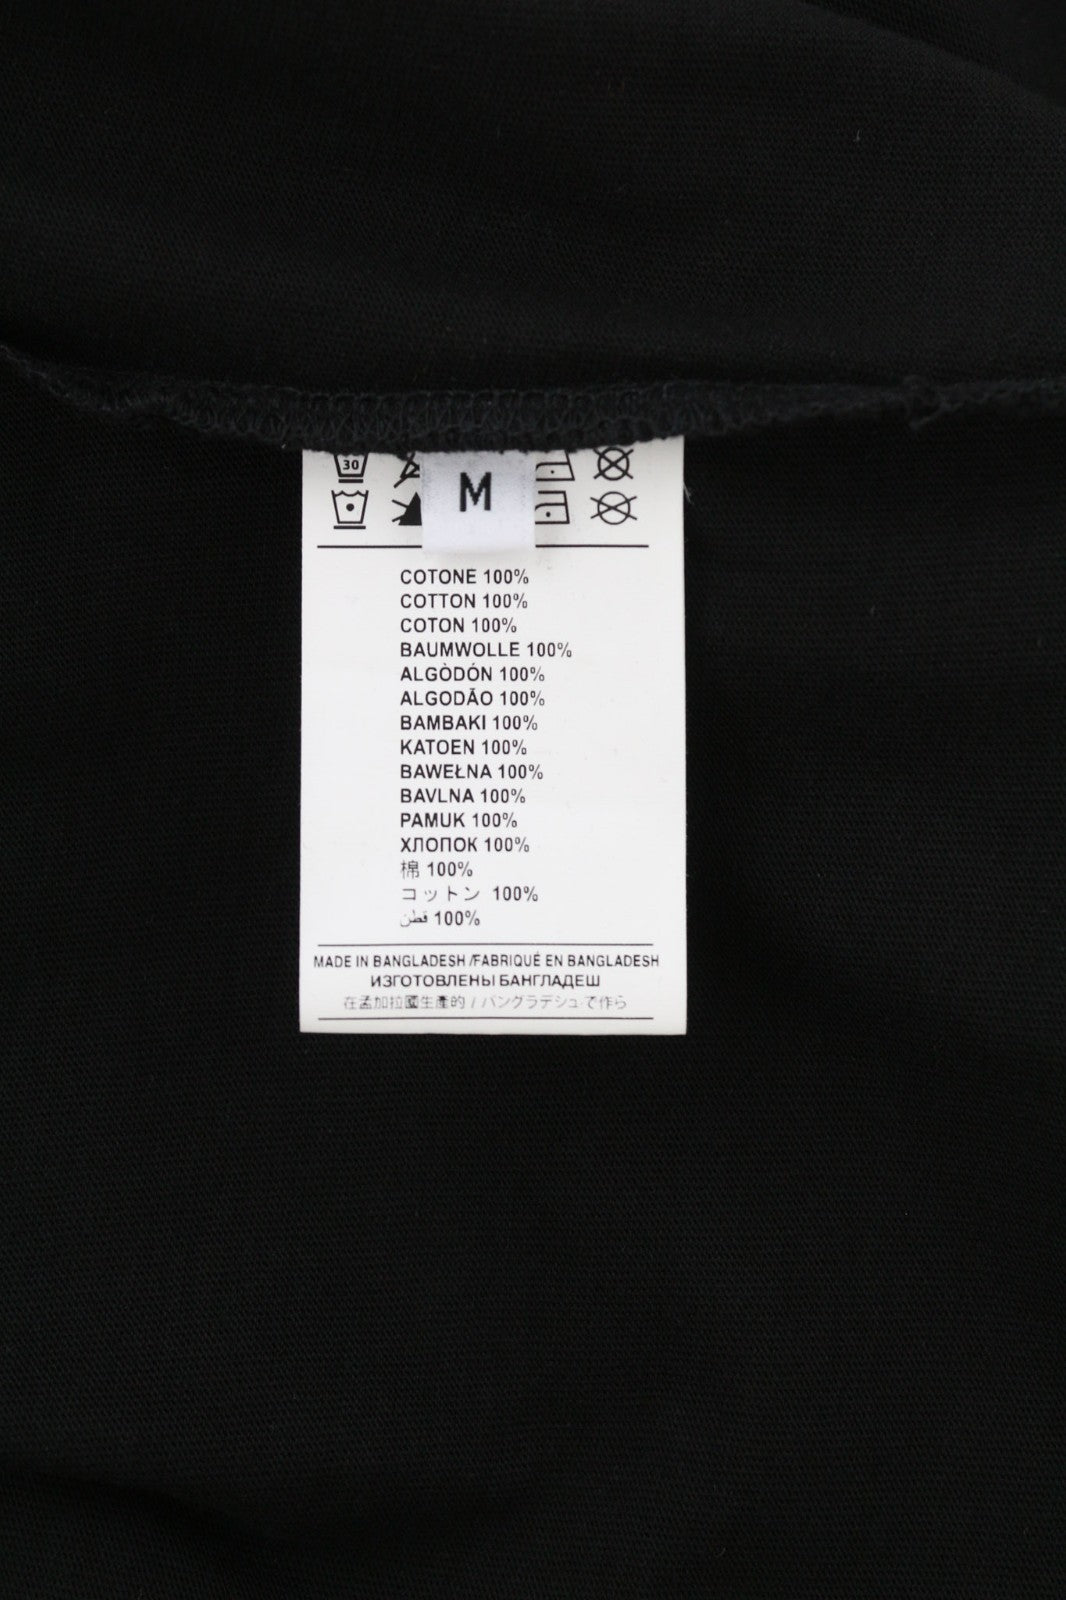 30
M
COTONE 100%
COTTON 100%
COTON 100%
BAUMWOLLE 100%
ALGÒDÓN 100%
ALGODÃO 100%
BAMBAKI 100%
KATOEN 100%
BAWEŁNA 100%
BAVLNA 100%
PAMUK 100%
ХЛОПОК 100%
棉 100%
コットン 100%
قطن 100%
MADE IN BANGLADESH /FABRIQUÉ EN BANGLADESH
ИЗГОТОВЛЕНЫ БАНГЛАДЕШ
在孟加拉國生產的 / バングラデシュで作ら